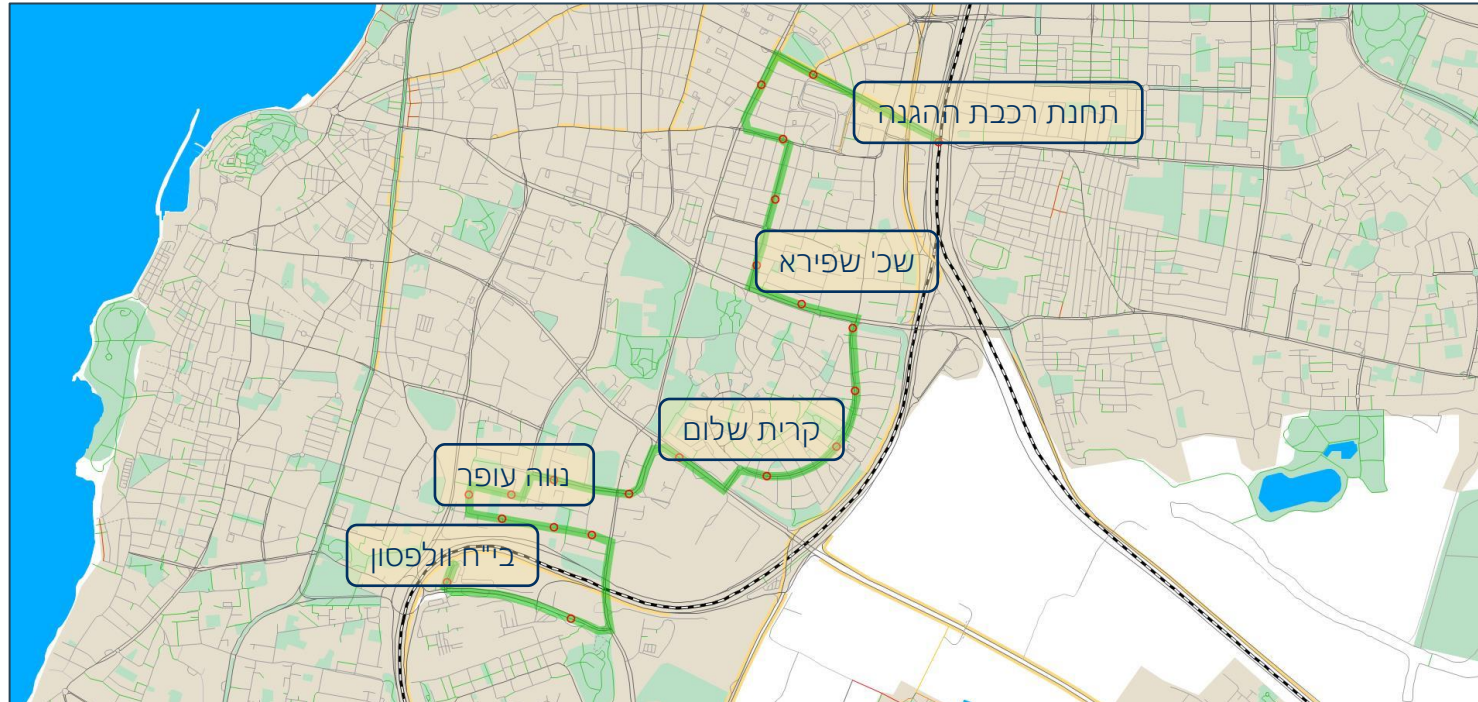 תחנת רכבת ההגנה
שכ' שפירא
קרית שלום
נווה עופר
בי"ח וולפסון